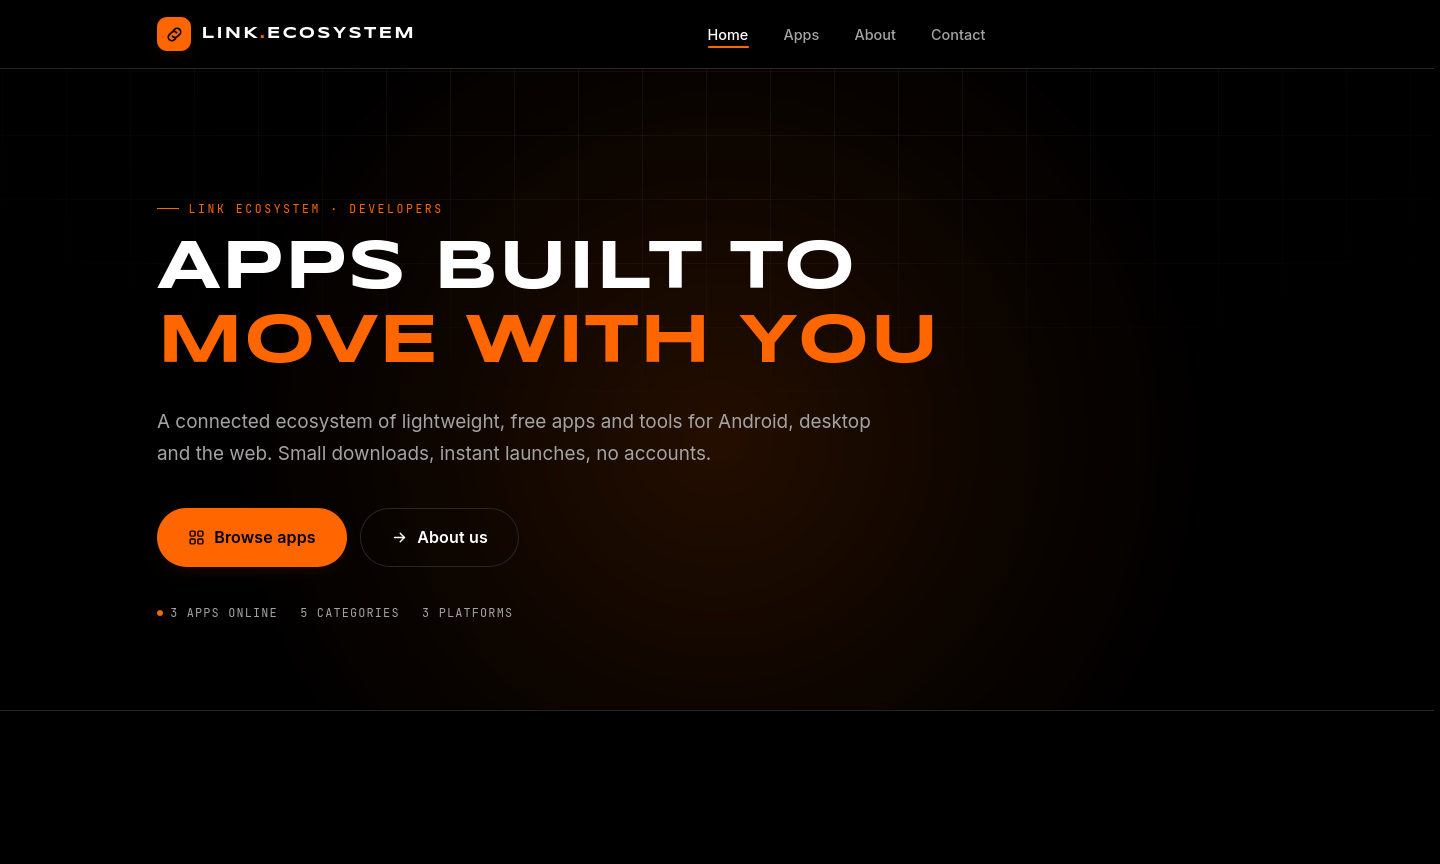 LINK.ECOSYSTEM
Home Apps About Contact
LINK ECOSYSTEM · DEVELOPERS
APPS BUILT TO
MOVE WITH YOU
A connected ecosystem of lightweight, free apps and tools for Android, desktop
and the web. Small downloads, instant launches, no accounts.
Browse apps → About us
3 APPS ONLINE 5 CATEGORIES 3 PLATFORMS